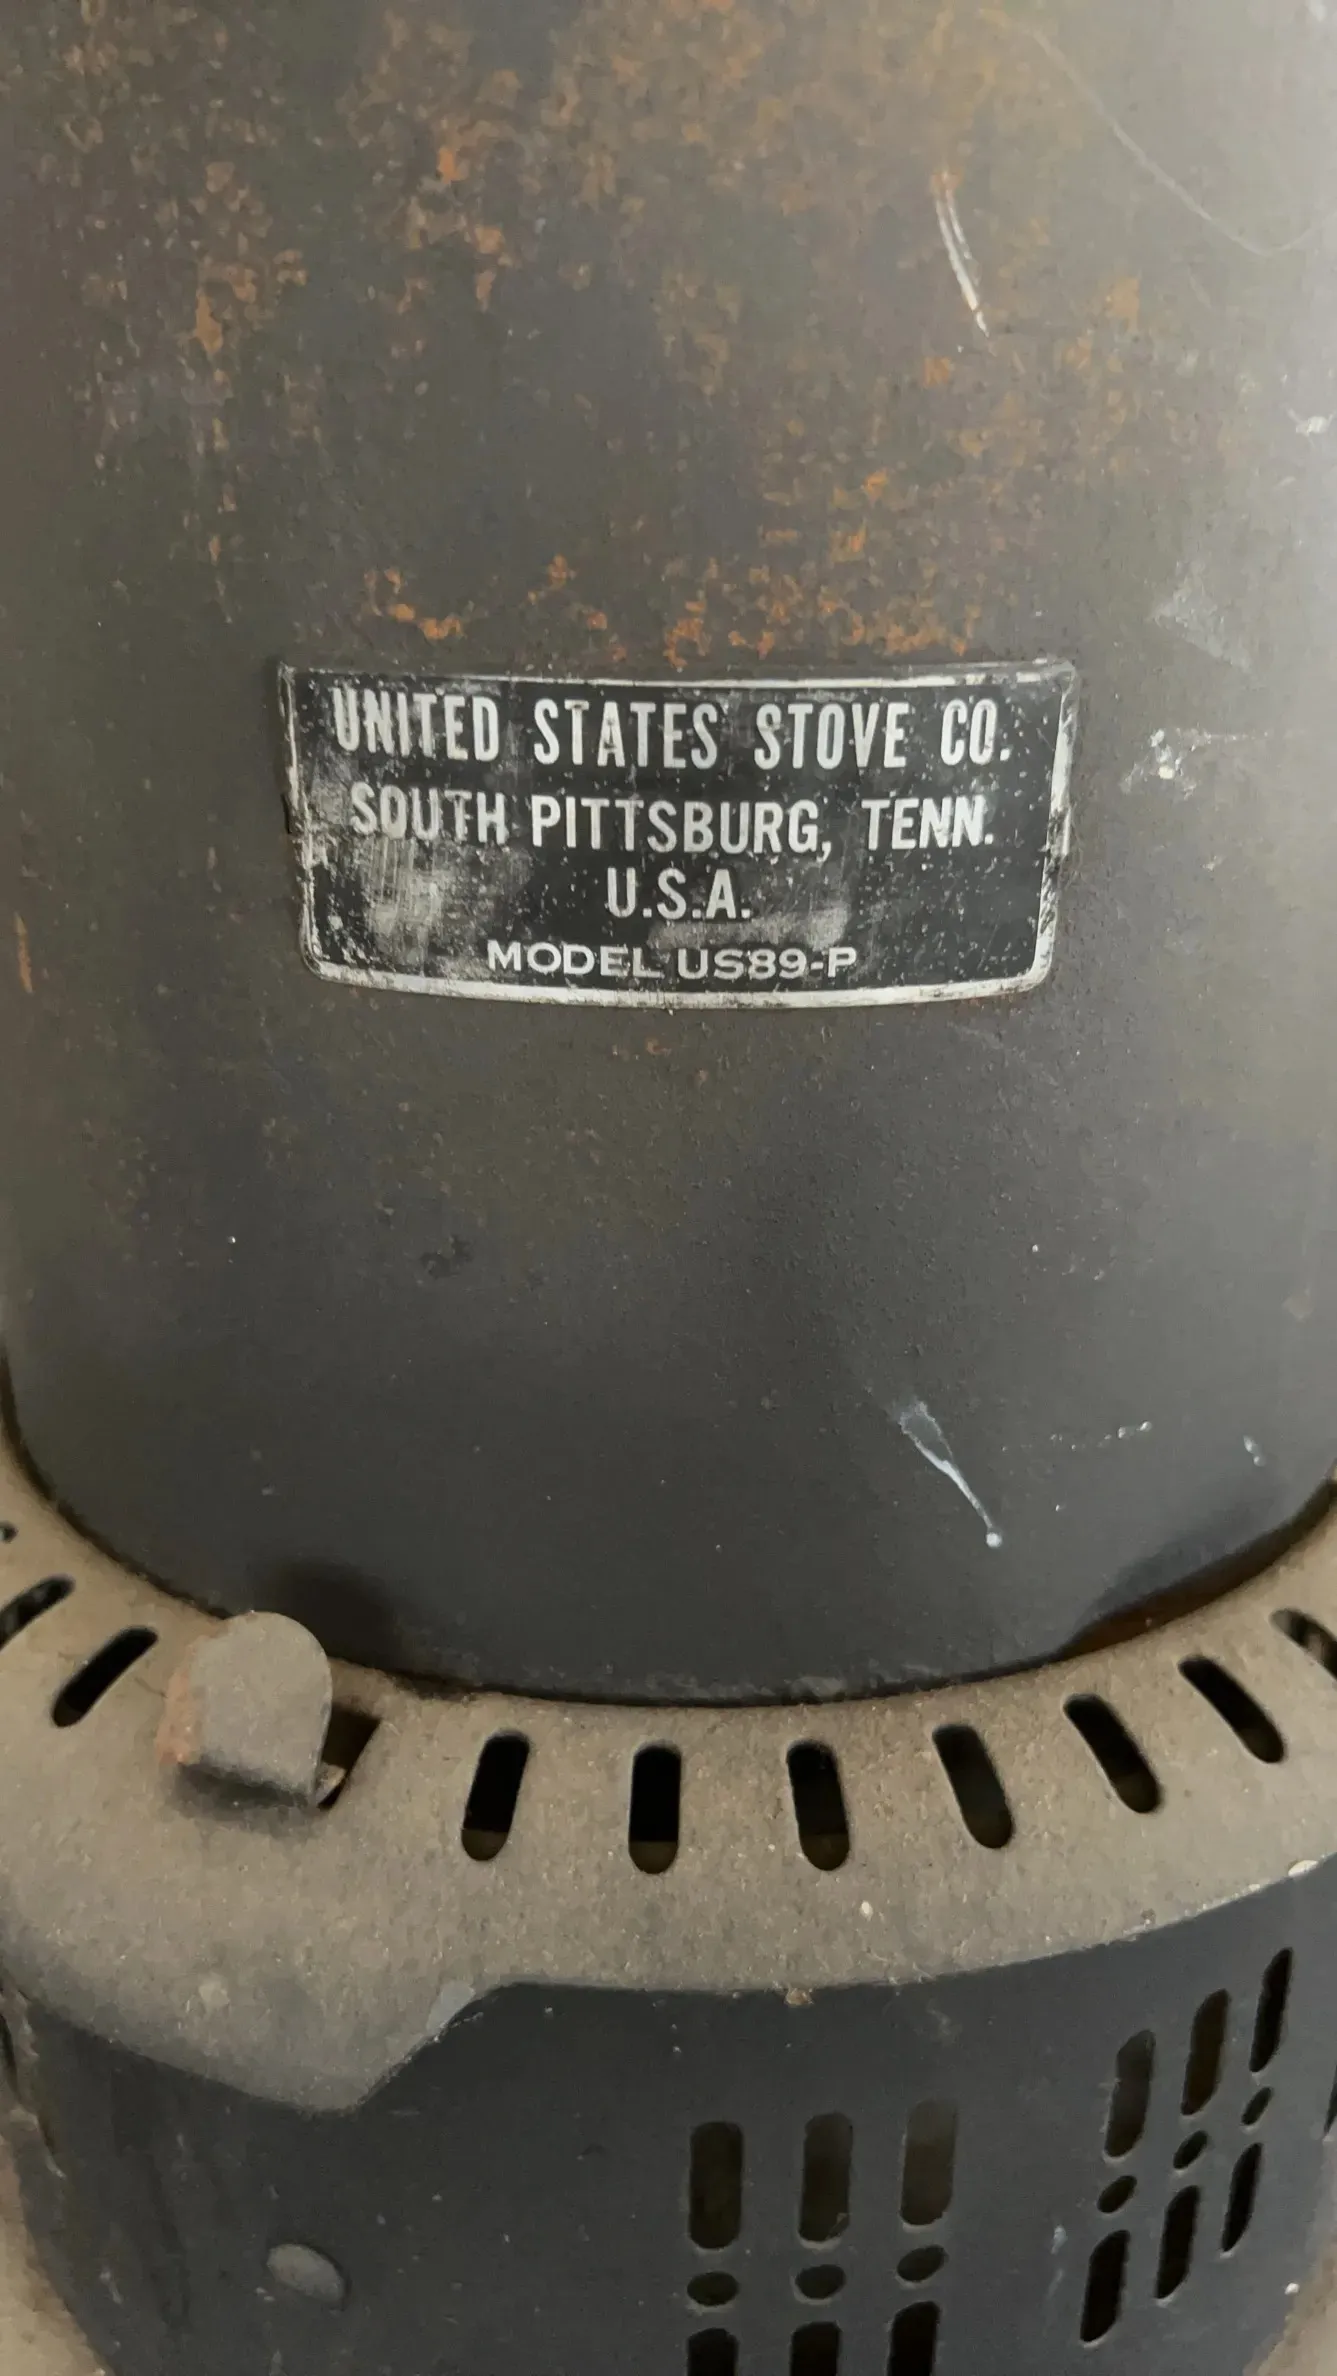 UNITED STATES STOVE CO.
SOUTH PITTSBURG, TENN.
U.S.A.
MODEL US89-P